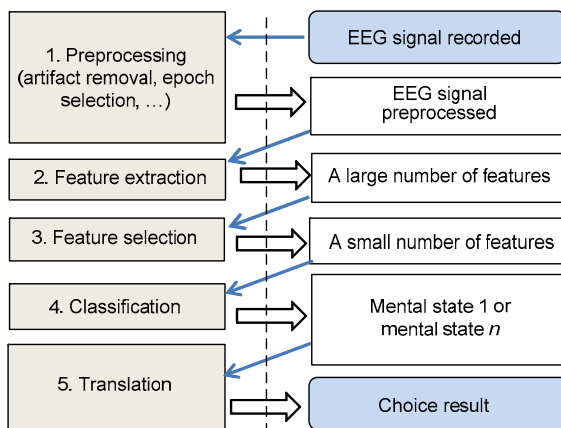 EEG signal recorded
1. Preprocessing
(artifact removal, epoch
selection, …)
EEG signal
preprocessed
2. Feature extraction
A large number of features
3. Feature selection
A small number of features
4. Classification
Mental state 1 or
mental state n
5. Translation
Choice result